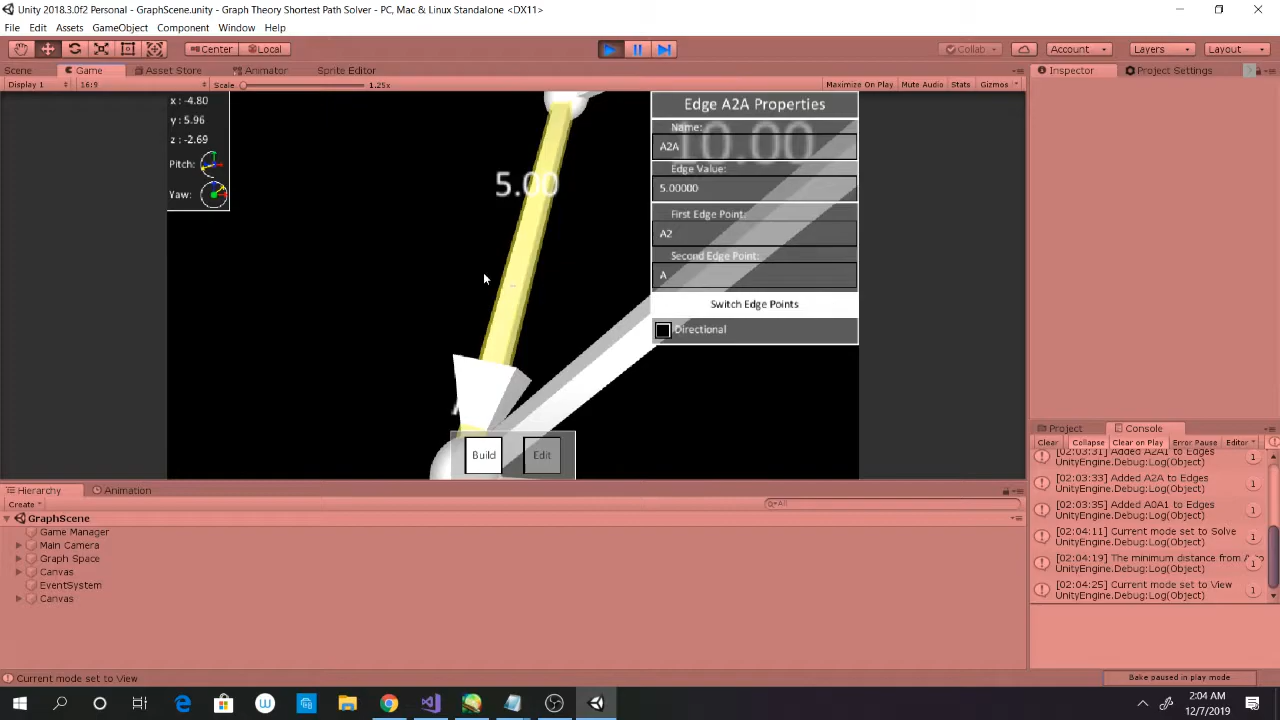 Unity 2018.3.0f2 Personal - GraphScene.unity - Graph Theory Shortest Path Solver - PC, Mac & Linux Standalone <DX11>
File Edit Assets GameObject Component Window Help
Center Local Collab Account Layers Layout
Scene Game Asset Store Animator Sprite Editor Inspector Project Settings
Display 1 16:9 Scale 1.25x Maximize On Play Mute Audio Stats Gizmos
x : -4.80
y : 5.96
z : -2.69
Pitch:
Yaw:
5.00
10.00
Edge A2A Properties
Name:
A2A
Edge Value:
5.00000
First Edge Point:
A2
Second Edge Point:
A
Switch Edge Points
Directional
Build Edit
Project Console
Clear Collapse Clear on Play Error Pause Editor
[02:03:31] Added A2A1 to Edges
UnityEngine.Debug:Log(Object)
1
[02:03:33] Added A2A to Edges
UnityEngine.Debug:Log(Object)
1
[02:03:35] Added A0A1 to Edges
UnityEngine.Debug:Log(Object)
1
[02:04:11] Current mode set to Solve
UnityEngine.Debug:Log(Object)
1
[02:04:19] The minimum distance from
UnityEngine.Debug:Log(Object)
1
[02:04:25] Current mode set to View
UnityEngine.Debug:Log(Object)
1
Hierarchy Animation
Create
All
GraphScene
Game Manager
Main Camera
Graph Space
Canvas
EventSystem
Canvas
Current mode set to View
Bake paused in play mode
2:04 AM
12/7/2019